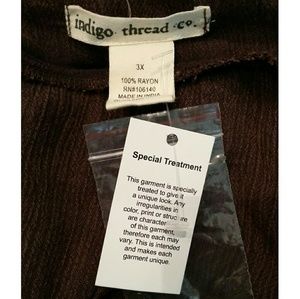 indigo thread co.
3X
100% RAYON
RN#106140
MADE IN INDIA
Special Treatment
This garment is specially
treated to give it
a unique look. Any
irregularities in
color, print or structure
are character
of this garment,
therefore each may
vary. This is intended
and makes each
garment unique.